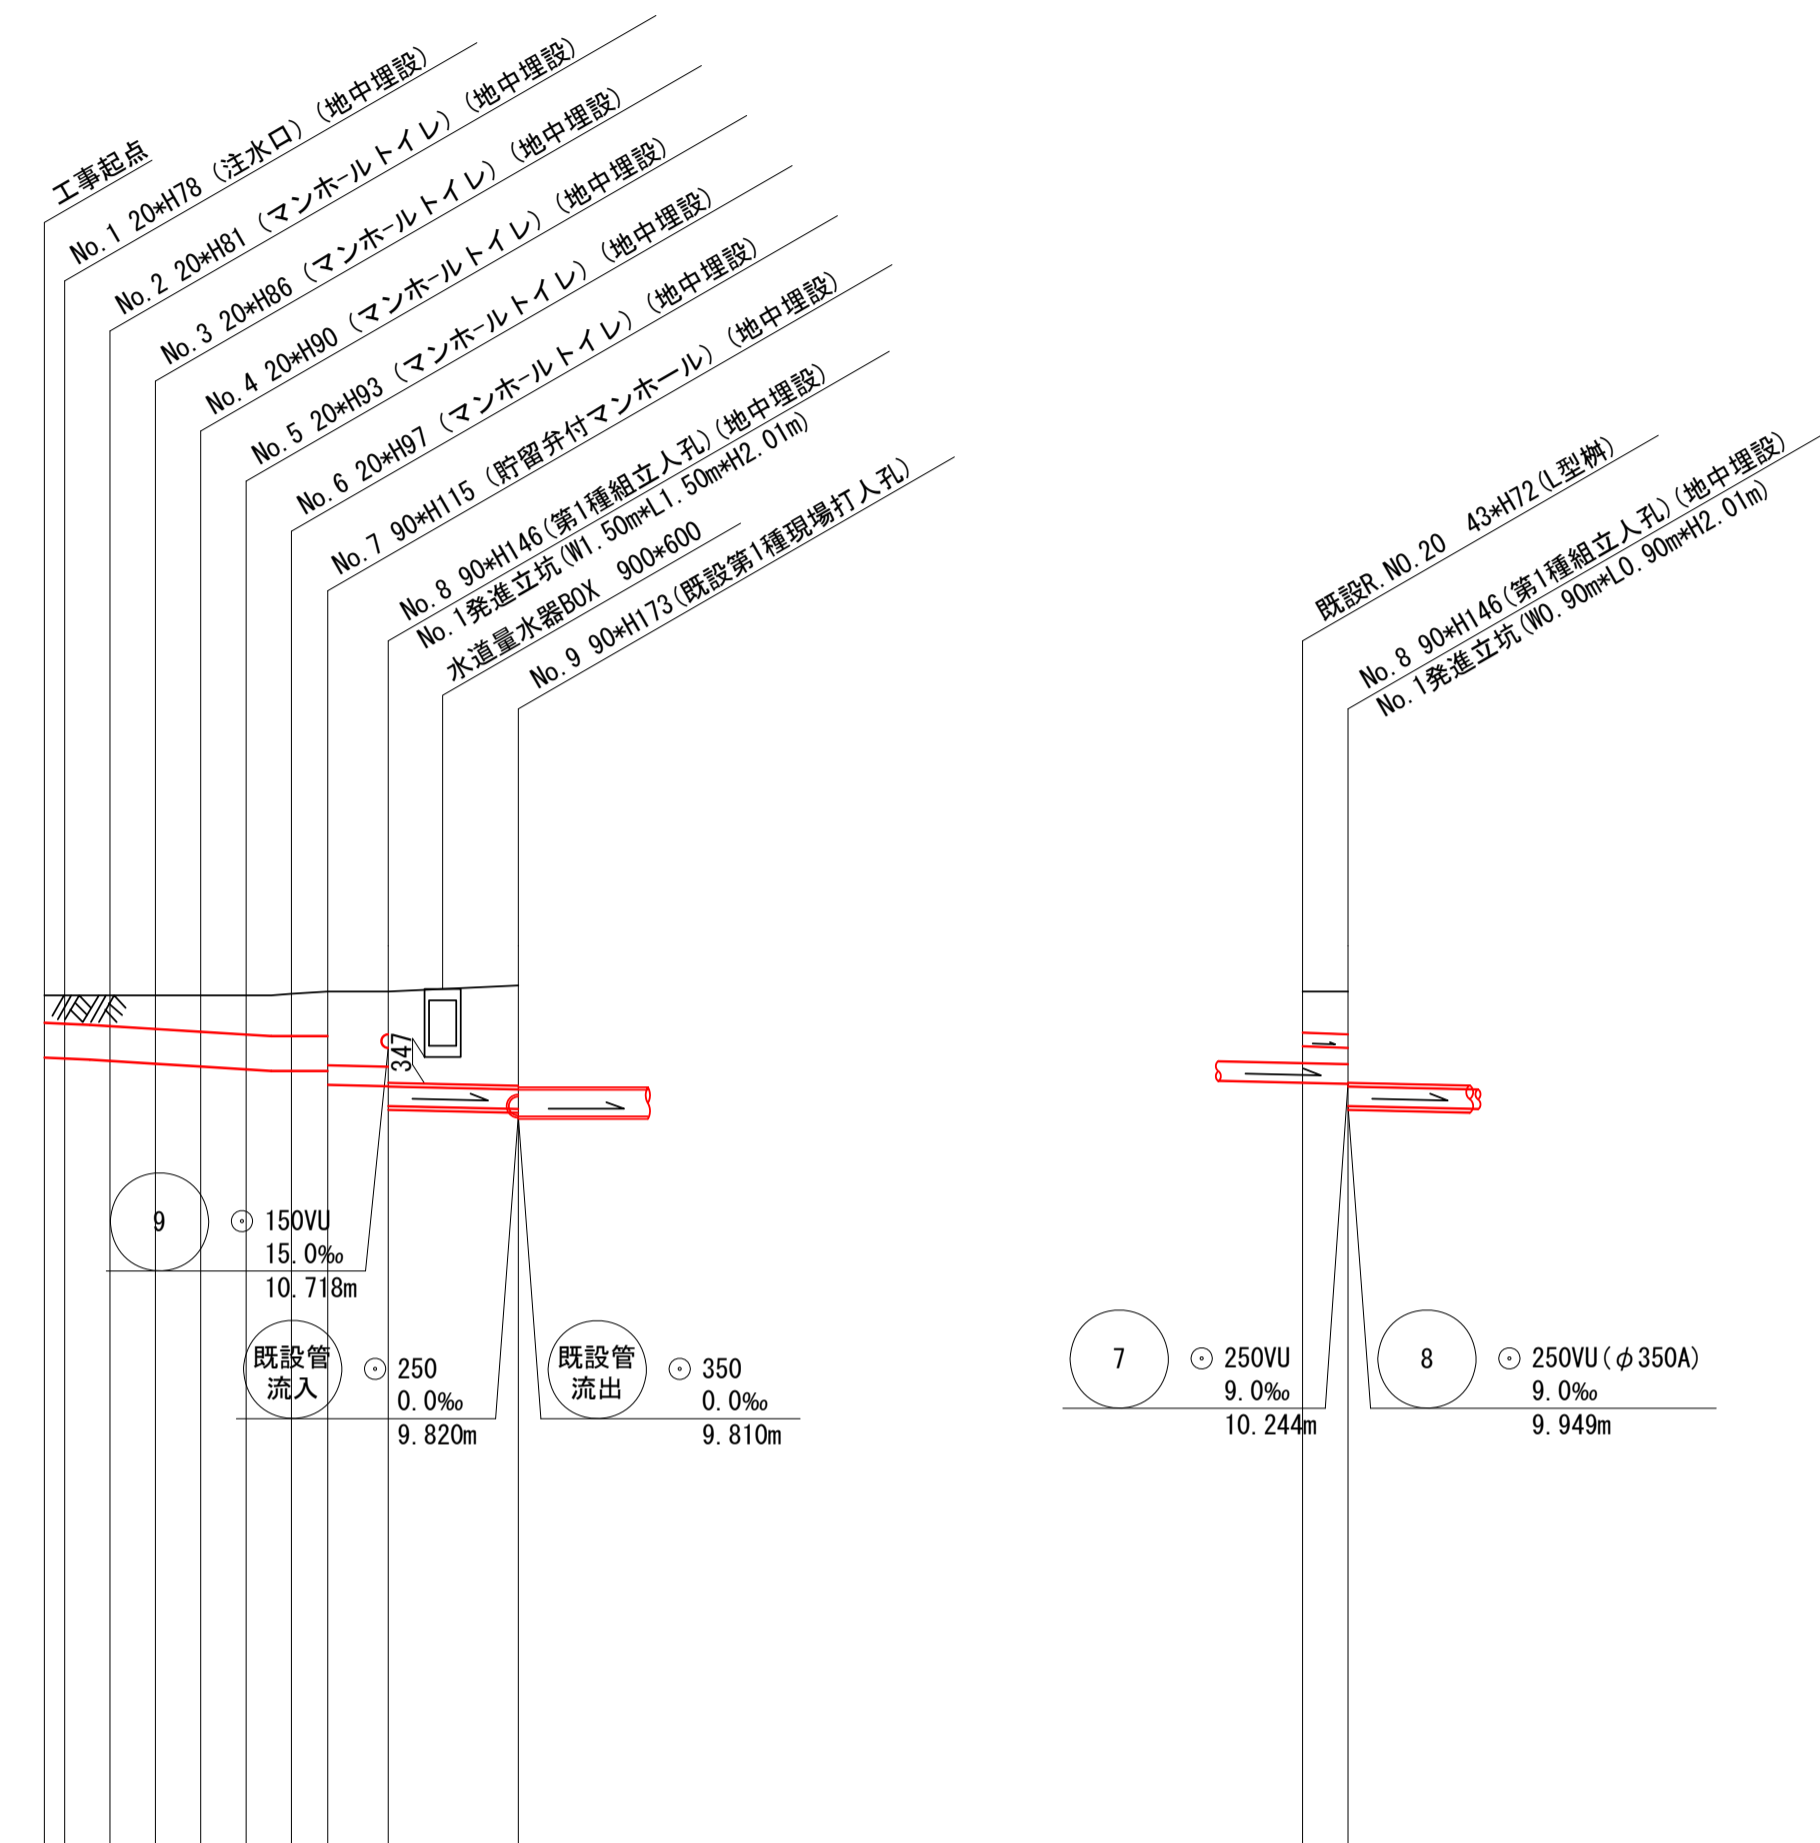 工事起点
No.1 20*H78（注水口）（地中埋設）
No.2 20*H81（マンホールトイレ）（地中埋設）
No.3 20*H86（マンホールトイレ）（地中埋設）
No.4 20*H90（マンホールトイレ）（地中埋設）
No.5 20*H93（マンホールトイレ）（地中埋設）
No.6 20*H97（マンホールトイレ）（地中埋設）
No.7 90*H115（貯留弁付マンホール）（地中埋設）
No.8 90*H146(第1種組立人孔)(地中埋設)
No.1発進立坑(W1.50m*L1.50m*H2.01m)
水道量水器BOX　900*600
No.9 90*H173(既設第1種現場打人孔)
既設R.NO.20　43*H72(L型桝)
No.8 90*H146(第1種組立人孔)(地中埋設)
No.1発進立坑(W0.90m*L0.90m*H2.01m)
347
9
150VU
15.0‰
10.718m
既設管
流入
250
0.0‰
9.820m
既設管
流出
350
0.0‰
9.810m
7
250VU
9.0‰
10.244m
8
250VU(φ350A)
9.0‰
9.949m